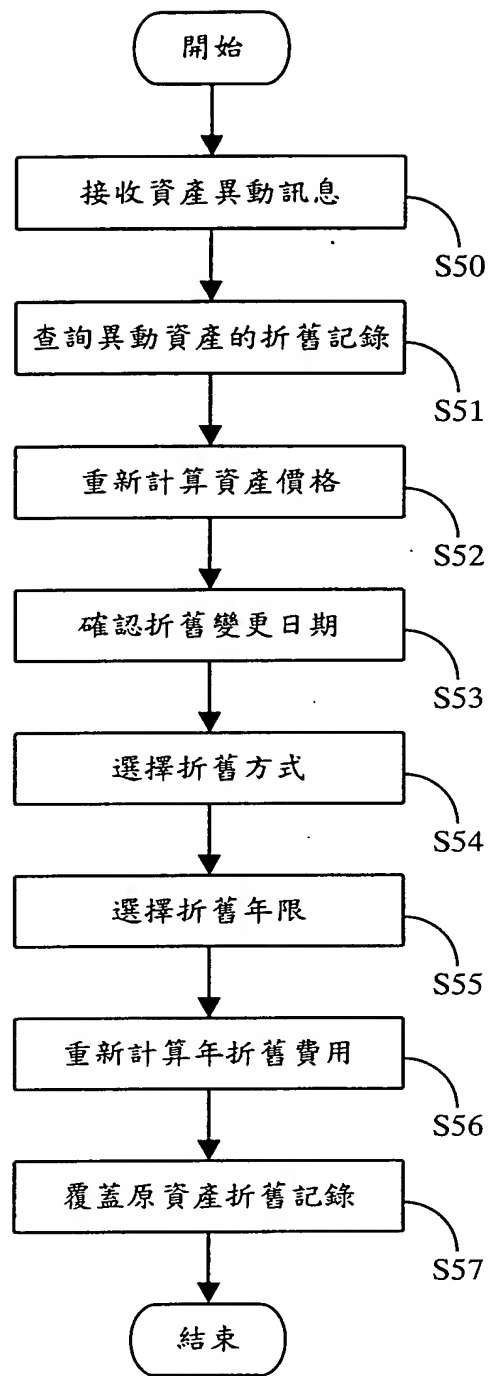 開始
接收資產異動訊息
S50
查詢異動資產的折舊記錄
S51
重新計算資產價格
S52
確認折舊變更日期
S53
選擇折舊方式
S54
選擇折舊年限
S55
重新計算年折舊費用
S56
覆蓋原資產折舊記錄
S57
結束